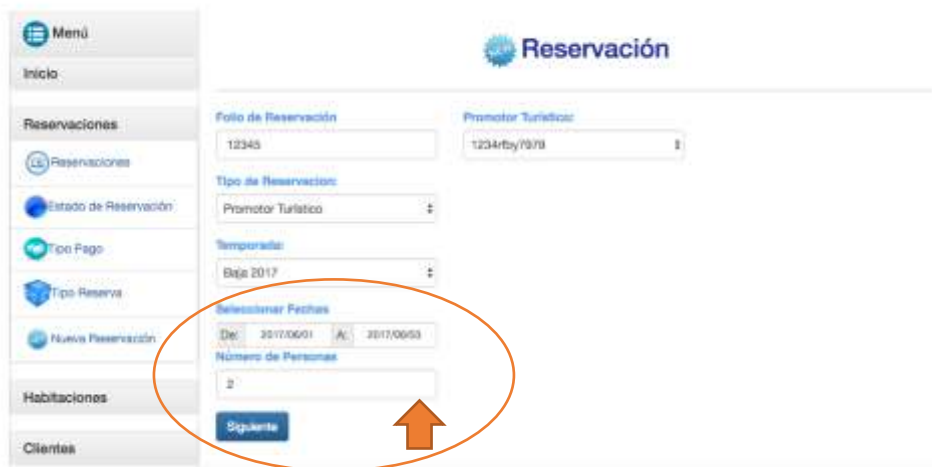 Menú
Inicio
Reservaciones
Reservaciones
Estado de Reservación
Tipo Pago
Tipo Reserva
Nueva Reservación
Habitaciones
Clientes
Reservación
Folio de Reservación
12345
Promotor Turístico:
Tipo de Reservacion:
Promotor Turístico
Temporada:
Baja 2017
Seleccionar Fechas
De: 2017/06/01 A: 2017/06/03
Número de Personas
2
Siguiente